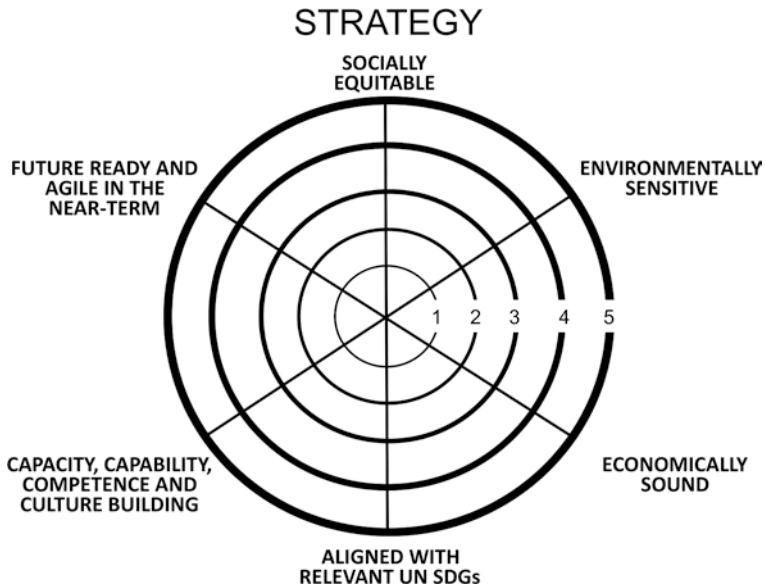 STRATEGY
SOCIALLY
EQUITABLE
FUTURE READY AND
AGILE IN THE
NEAR-TERM
ENVIRONMENTALLY
SENSITIVE
1 2 3 4 5
CAPACITY, CAPABILITY,
COMPETENCE AND
CULTURE BUILDING
ECONOMICALLY
SOUND
ALIGNED WITH
RELEVANT UN SDGs